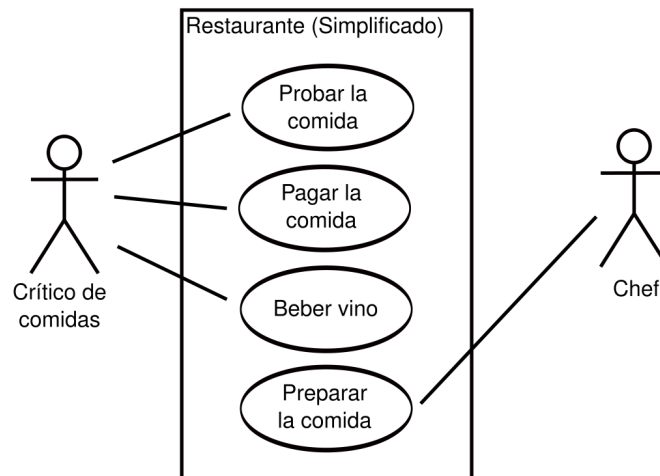 Restaurante (Simplificado)
Probar la
comida
Pagar la
comida
Beber vino
Preparar
la comida
Crítico de
comidas
Chef